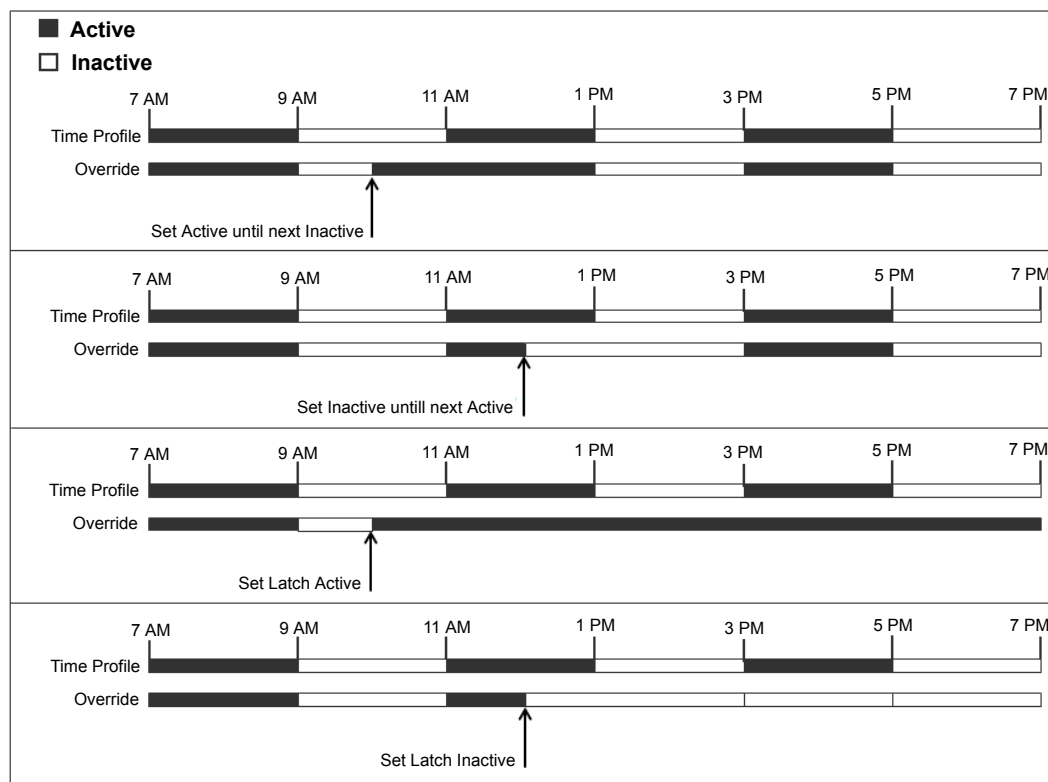 Active
Inactive
7 AM 9 AM 11 AM 1 PM 3 PM 5 PM 7 PM
Time Profile
Override
Set Active until next Inactive
7 AM 9 AM 11 AM 1 PM 3 PM 5 PM 7 PM
Time Profile
Override
Set Inactive untill next Active
7 AM 9 AM 11 AM 1 PM 3 PM 5 PM 7 PM
Time Profile
Override
Set Latch Active
7 AM 9 AM 11 AM 1 PM 3 PM 5 PM 7 PM
Time Profile
Override
Set Latch Inactive